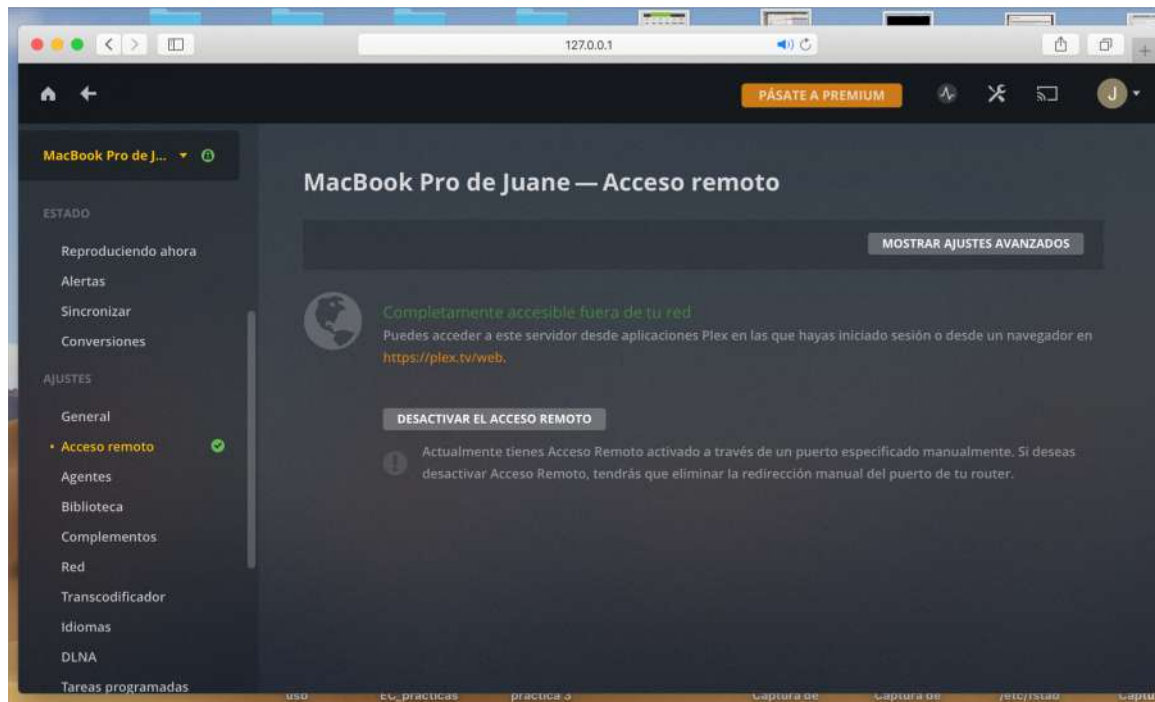 127.0.0.1
PÁSATE A PREMIUM
J
MacBook Pro de J...
MacBook Pro de Juane — Acceso remoto
ESTADO
Reproduciendo ahora
Alertas
Sincronizar
Conversiones
AJUSTES
General
Acceso remoto
Agentes
Biblioteca
Complementos
Red
Transcodificador
Idiomas
DLNA
Tareas programadas
MOSTRAR AJUSTES AVANZADOS
Completamente accesible fuera de tu red
Puedes acceder a este servidor desde aplicaciones Plex en las que hayas iniciado sesión o desde un navegador en
https://plex.tv/web.
DESACTIVAR EL ACCESO REMOTO
Actualmente tienes Acceso Remoto activado a través de un puerto especificado manualmente. Si deseas
desactivar Acceso Remoto, tendrás que eliminar la redirección manual del puerto de tu router.
uso EC_prácticas práctica 3 Captura de Captura de /etc/fstab Captu